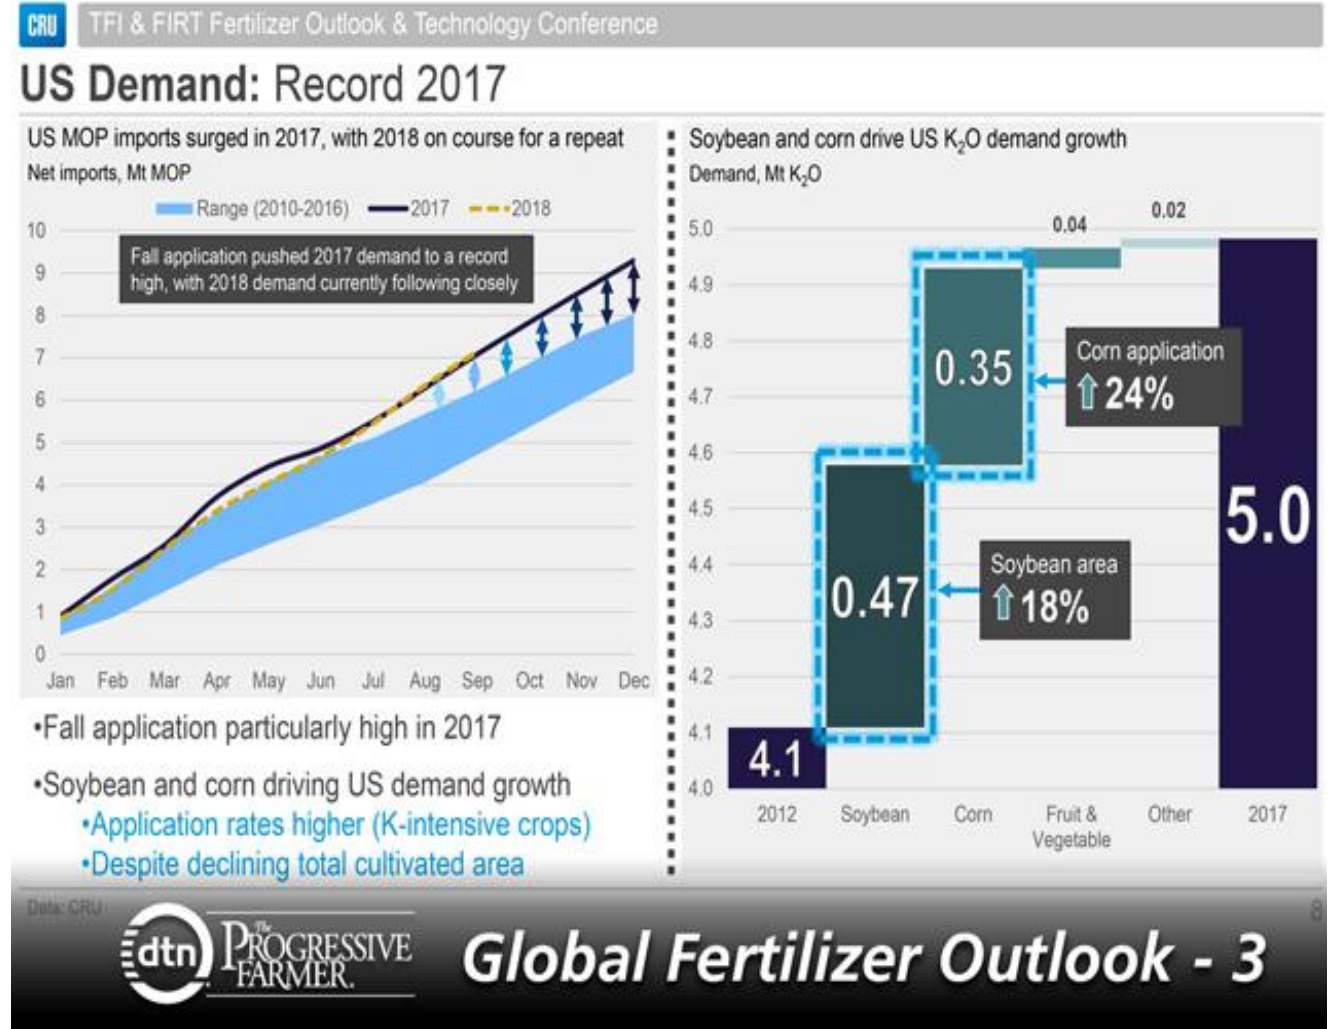 CRU
TFI & FIRT Fertilizer Outlook & Technology Conference
US Demand: Record 2017
US MOP imports surged in 2017, with 2018 on course for a repeat
Net imports, Mt MOP
Range (2010-2016) 2017 2018
Fall application pushed 2017 demand to a record
high, with 2018 demand currently following closely
10
9
8
7
6
5
4
3
2
1
0
Jan Feb Mar Apr May Jun Jul Aug Sep Oct Nov Dec
•Fall application particularly high in 2017
•Soybean and corn driving US demand growth
•Application rates higher (K-intensive crops)
•Despite declining total cultivated area
Soybean and corn drive US K₂O demand growth
Demand, Mt K₂O
5.0
4.9
4.8
4.7
4.6
4.5
4.4
4.3
4.2
4.1
4.0
4.1
0.47
0.35
0.04
0.02
5.0
Corn application
⇧ 24%
Soybean area
⇧ 18%
2012 Soybean Corn Fruit & Other 2017
Vegetable
Data: CRU
8
dtn
The
PROGRESSIVE
FARMER.
Global Fertilizer Outlook - 3